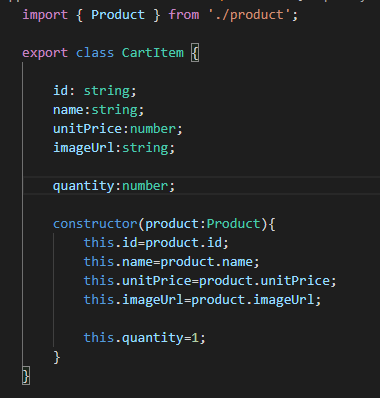 import { Product } from './product';
export class CartItem {
id: string;
name:string;
unitPrice:number;
imageUrl:string;
quantity:number;
constructor(product:Product){
this.id=product.id;
this.name=product.name;
this.unitPrice=product.unitPrice;
this.imageUrl=product.imageUrl;
this.quantity=1;
}
}